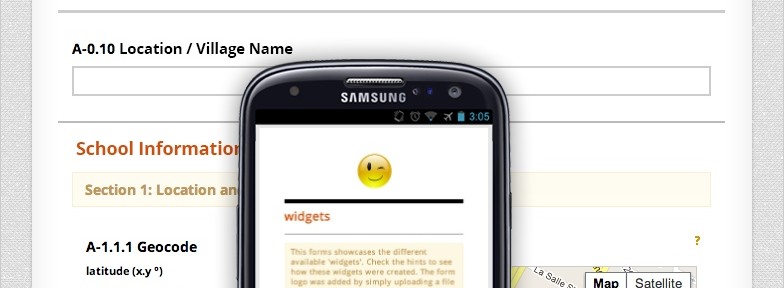 A-0.10 Location / Village Name
SAMSUNG
3:05
School Information
Section 1: Location and
widgets
This forms showcases the different
available 'widgets'. Check the hints to see
how these widgets were created. The form
logo was added by simply uploading a file
A-1.1.1 Geocode
?
latitude (x.y °)
La Salle S
Map Satellite